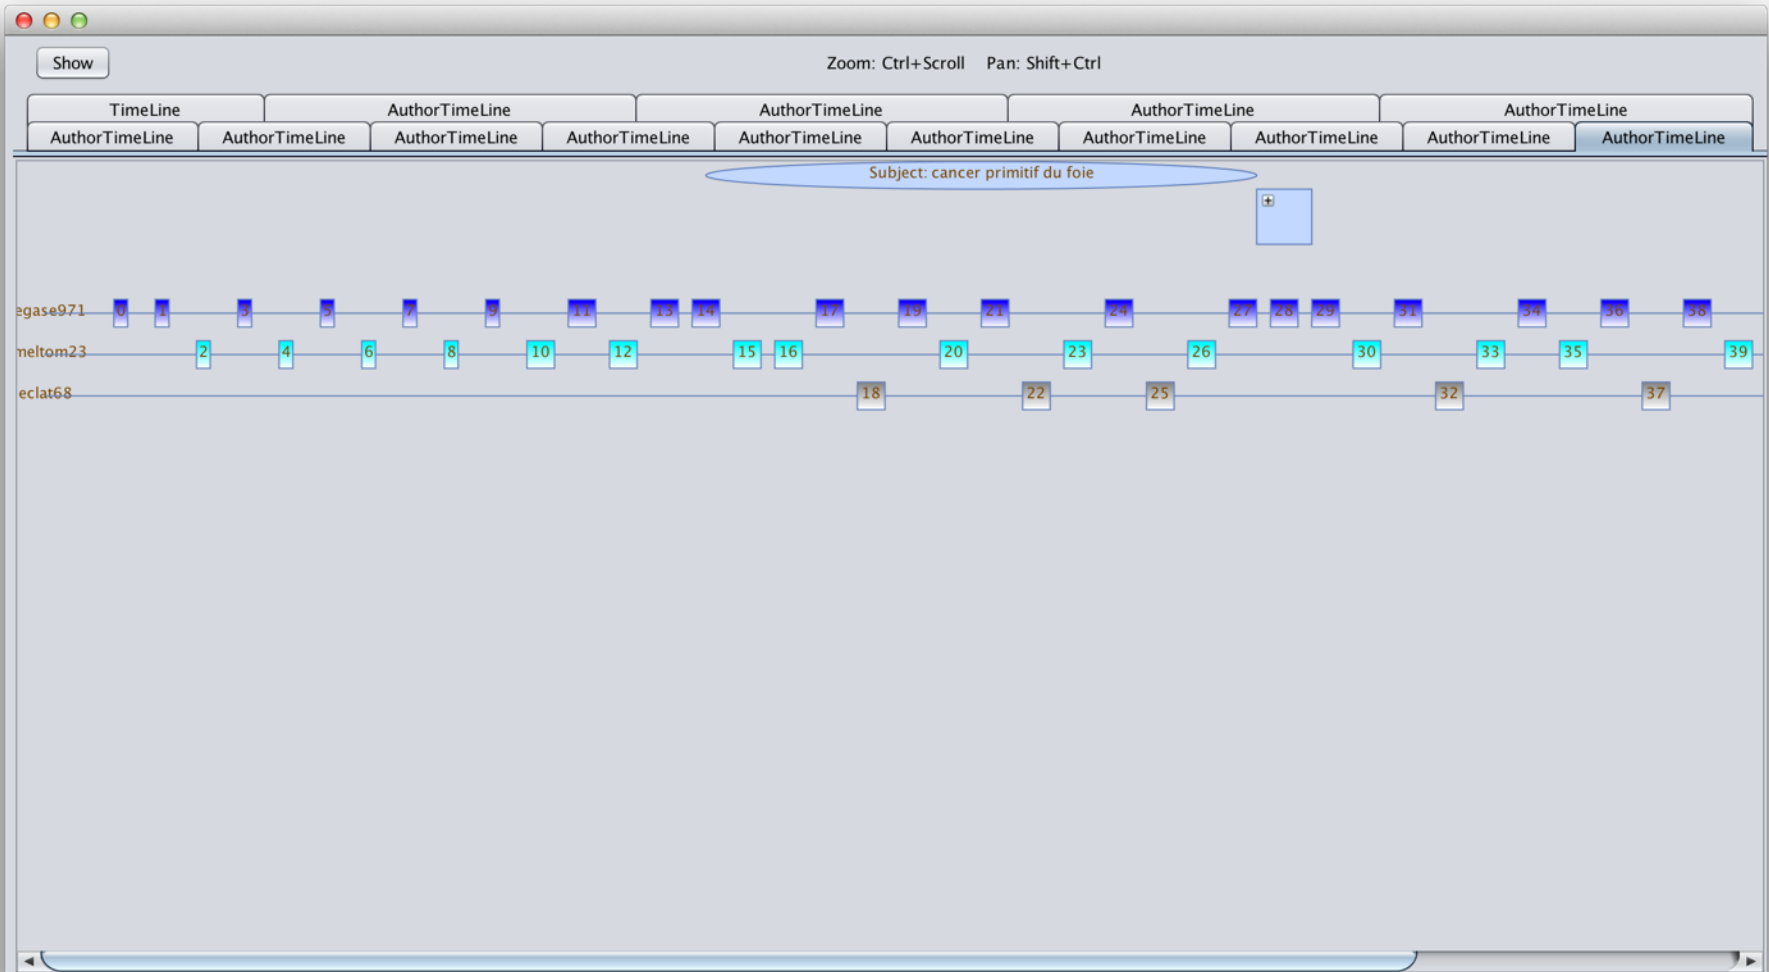 Show
Zoom: Ctrl+Scroll Pan: Shift+Ctrl
TimeLine AuthorTimeLine AuthorTimeLine AuthorTimeLine AuthorTimeLine
AuthorTimeLine AuthorTimeLine AuthorTimeLine AuthorTimeLine AuthorTimeLine AuthorTimeLine AuthorTimeLine AuthorTimeLine AuthorTimeLine AuthorTimeLine
Subject: cancer primitif du foie
egase971 0 1 3 5 7 9 11 13 14 17 19 21 24 27 28 29 31 34 36 38
meltom23 2 4 6 8 10 12 15 16 20 23 26 30 33 35 39
eclat68 18 22 25 32 37